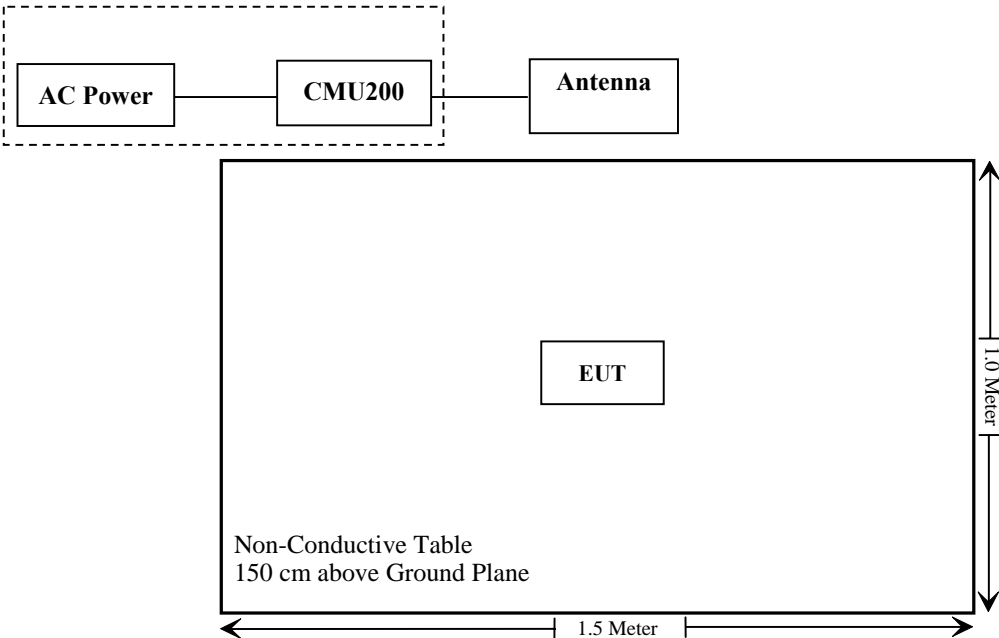 AC Power
CMU200
Antenna
EUT
1.0 Meter
Non-Conductive Table
150 cm above Ground Plane
1.5 Meter